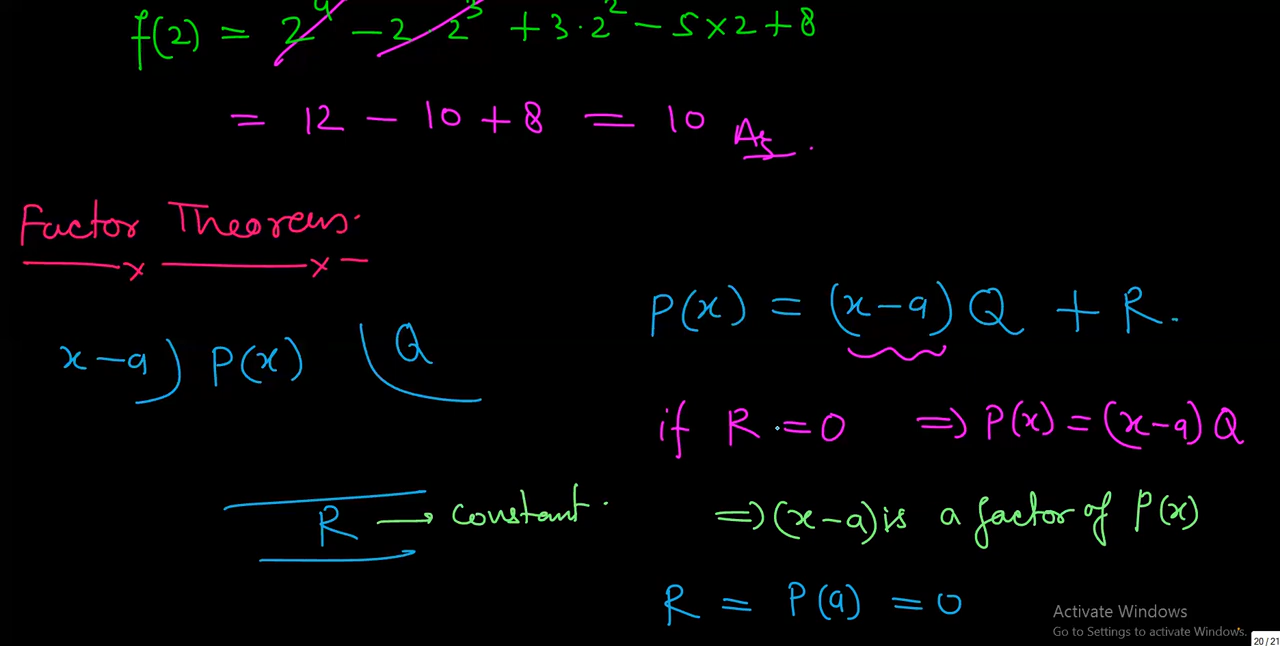 f(2) = 2⁴ - 2·2³ + 3·2² - 5×2+8
= 12 - 10 + 8 = 10 As
Factor Theorem.
P(x) = (x-a) Q + R.
x-a) P(x) ( Q
if R = 0 => P(x) = (x-a) Q
R → constant.
=> (x-a) is a factor of P(x)
R = P(a) = 0
Activate Windows
Go to Settings to activate Windows.
20 / 21